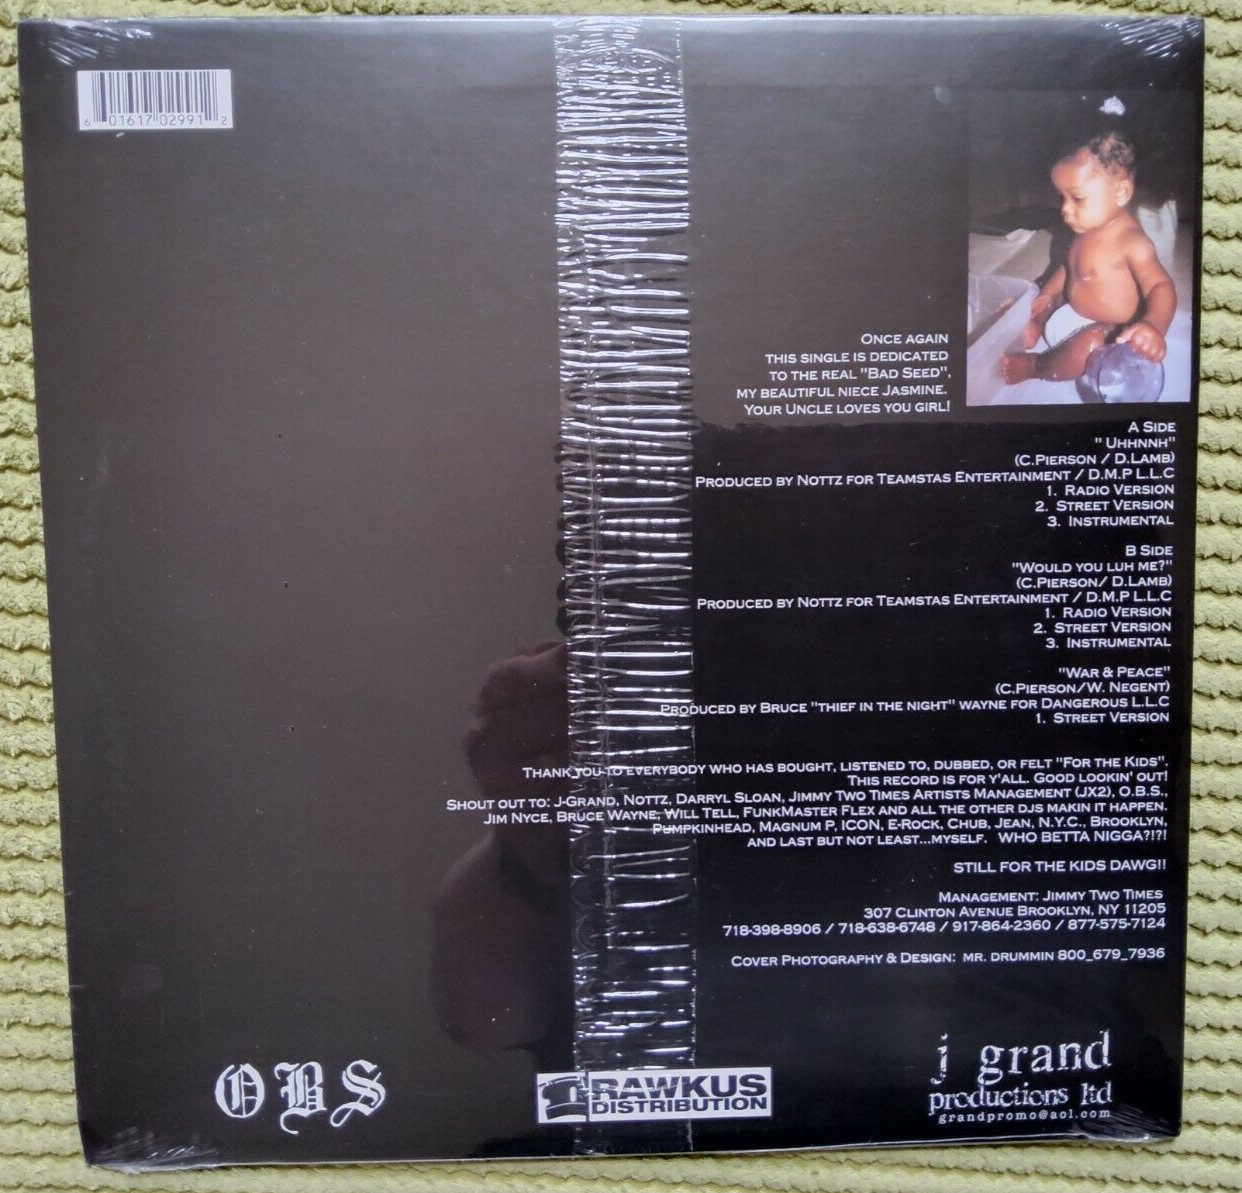 6 01617 02991 2
ONCE AGAIN
THIS SINGLE IS DEDICATED
TO THE REAL "BAD SEED",
MY BEAUTIFUL NIECE JASMINE.
YOUR UNCLE LOVES YOU GIRL!
A SIDE
" UHHNNH"
(C.PIERSON / D.LAMB)
PRODUCED BY NOTTZ FOR TEAMSTAS ENTERTAINMENT / D.M.P L.L.C
1. RADIO VERSION
2. STREET VERSION
3. INSTRUMENTAL
B SIDE
"WOULD YOU LUH ME?"
(C.PIERSON/ D.LAMB)
PRODUCED BY NOTTZ FOR TEAMSTAS ENTERTAINMENT / D.M.P L.L.C
1. RADIO VERSION
2. STREET VERSION
3. INSTRUMENTAL
"WAR & PEACE"
(C.PIERSON/W. NEGENT)
PRODUCED BY BRUCE "THIEF IN THE NIGHT" WAYNE FOR DANGEROUS L.L.C
1. STREET VERSION
THANK YOU TO EVERYBODY WHO HAS BOUGHT, LISTENED TO, DUBBED, OR FELT "FOR THE KIDS".
THIS RECORD IS FOR Y'ALL. GOOD LOOKIN' OUT!
SHOUT OUT TO: J-GRAND, NOTTZ, DARRYL SLOAN, JIMMY TWO TIMES ARTISTS MANAGEMENT (JX2), O.B.S.,
JIM NYCE, BRUCE WAYNE, WILL TELL, FUNKMASTER FLEX AND ALL THE OTHER DJS MAKIN IT HAPPEN.
PUMPKINHEAD, MAGNUM P, ICON, E-ROCK, CHUB, JEAN, N.Y.C., BROOKLYN,
AND LAST BUT NOT LEAST...MYSELF. WHO BETTA NIGGA?!?!
STILL FOR THE KIDS DAWG!!
MANAGEMENT: JIMMY TWO TIMES
307 CLINTON AVENUE BROOKLYN, NY 11205
718-398-8906 / 718-638-6748 / 917-864-2360 / 877-575-7124
COVER PHOTOGRAPHY & DESIGN: MR. DRUMMIN 800_679_7936
OBS
RAWKUS
DISTRIBUTION
j grand
productions ltd
grandpromo@aol.com